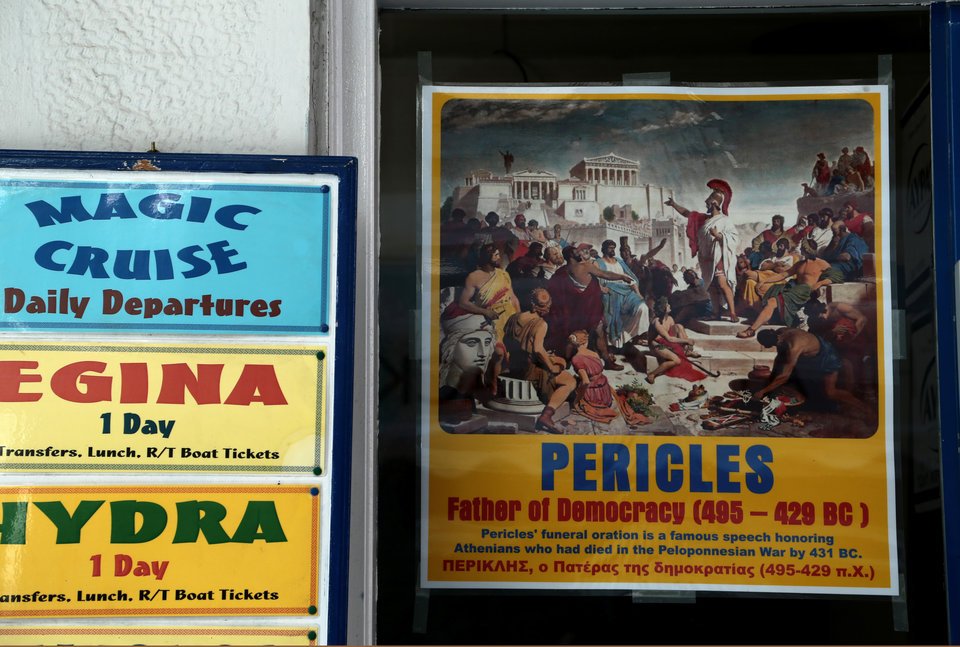 MAGIC
CRUISE
Daily Departures
EGINA
1 Day
Transfers, Lunch, R/T Boat Tickets
HYDRA
1 Day
ansfers, Lunch, R/T Boat Tickets
PERICLES
Father of Democracy (495 – 429 BC )
Pericles' funeral oration is a famous speech honoring
Athenians who had died in the Peloponnesian War by 431 BC.
ΠΕΡΙΚΛΗΣ, ο Πατέρας της δημοκρατίας (495-429 π.Χ.)